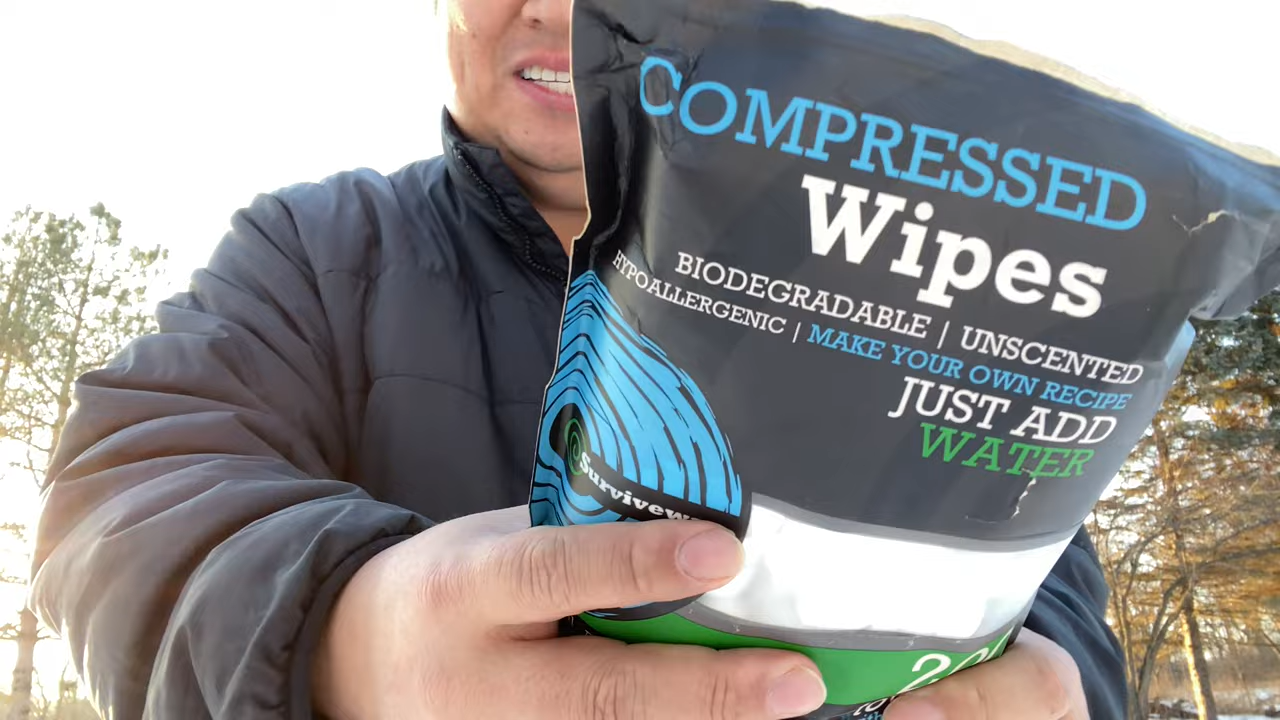 COMPRESSED
Wipes
BIODEGRADABLE | UNSCENTED
HYPOALLERGENIC | MAKE YOUR OWN RECIPE
JUST ADD
WATER